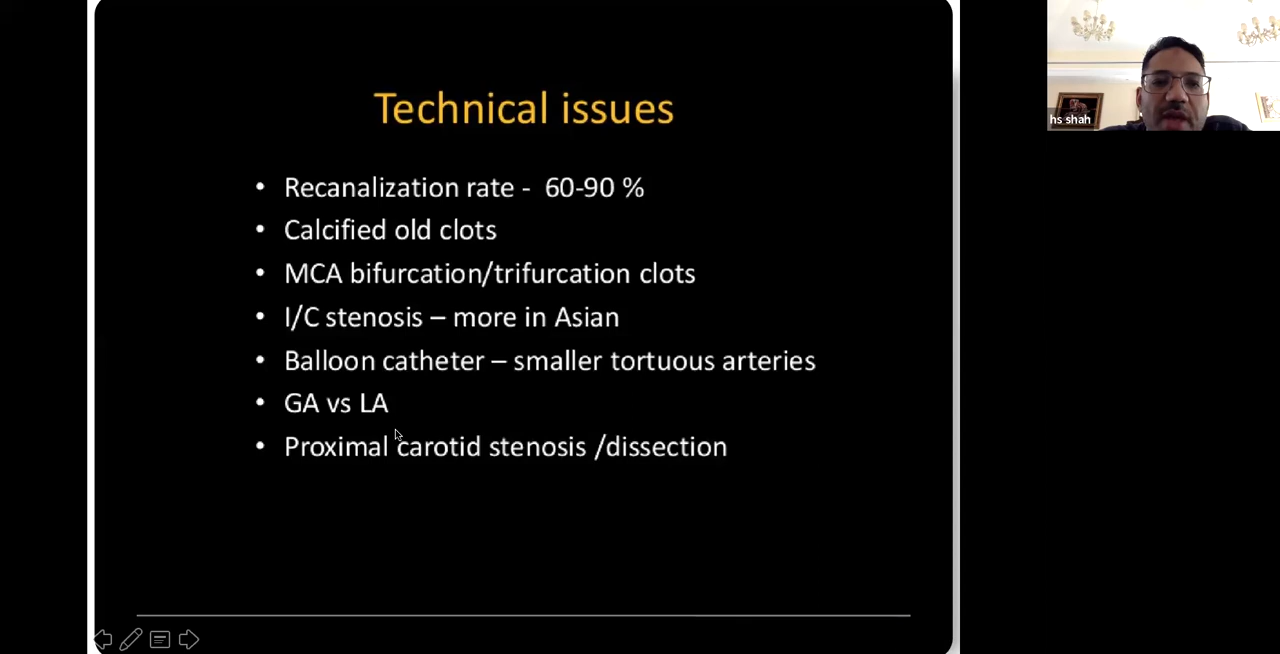 Technical issues
• Recanalization rate - 60-90 %
• Calcified old clots
• MCA bifurcation/trifurcation clots
• I/C stenosis – more in Asian
• Balloon catheter – smaller tortuous arteries
• GA vs LA
• Proximal carotid stenosis /dissection
hs shah